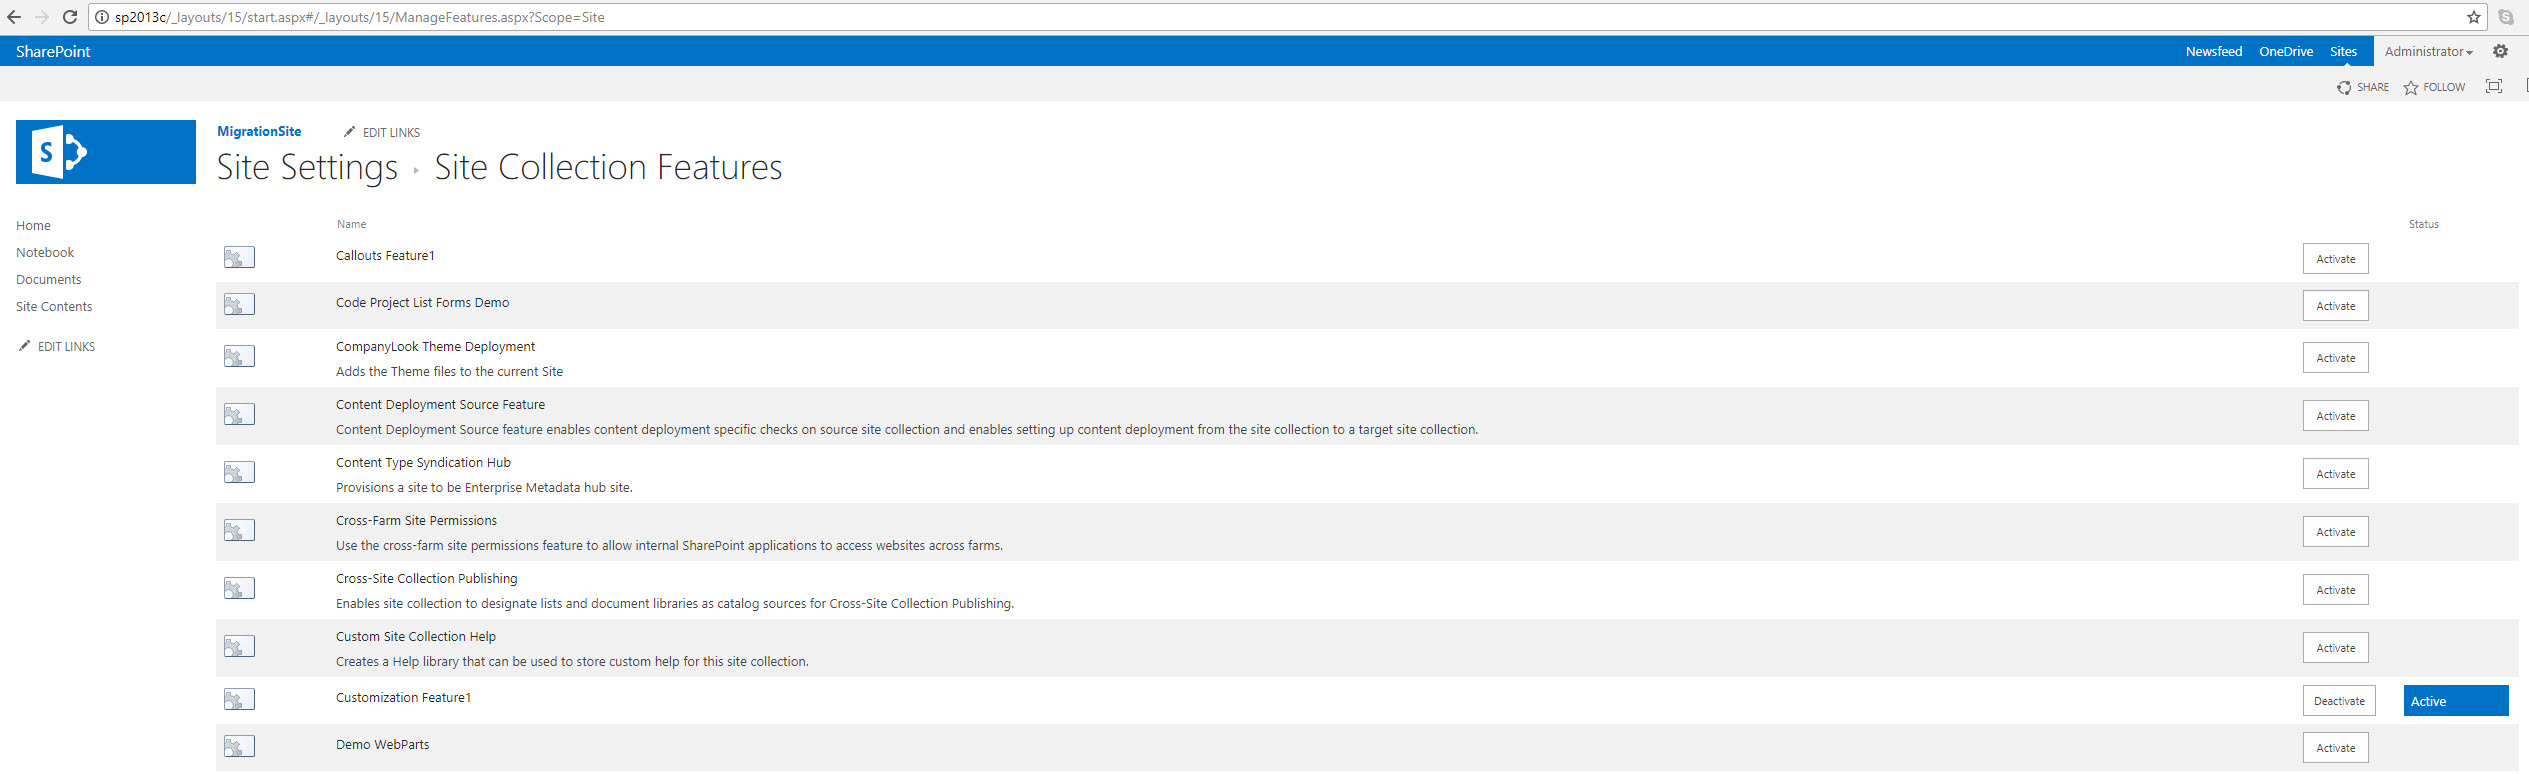 sp2013c/_layouts/15/start.aspx#/_layouts/15/ManageFeatures.aspx?Scope=Site
SharePoint
Newsfeed OneDrive Sites Administrator
SHARE FOLLOW
S
MigrationSite EDIT LINKS
Site Settings Site Collection Features
Home
Notebook
Documents
Site Contents
EDIT LINKS
Name Status
Callouts Feature1 Activate
Code Project List Forms Demo Activate
CompanyLook Theme Deployment
Adds the Theme files to the current Site
Activate
Content Deployment Source Feature
Content Deployment Source feature enables content deployment specific checks on source site collection and enables setting up content deployment from the site collection to a target site collection.
Activate
Content Type Syndication Hub
Provisions a site to be Enterprise Metadata hub site.
Activate
Cross-Farm Site Permissions
Use the cross-farm site permissions feature to allow internal SharePoint applications to access websites across farms.
Activate
Cross-Site Collection Publishing
Enables site collection to designate lists and document libraries as catalog sources for Cross-Site Collection Publishing.
Activate
Custom Site Collection Help
Creates a Help library that can be used to store custom help for this site collection.
Activate
Customization Feature1 Deactivate Active
Demo WebParts Activate